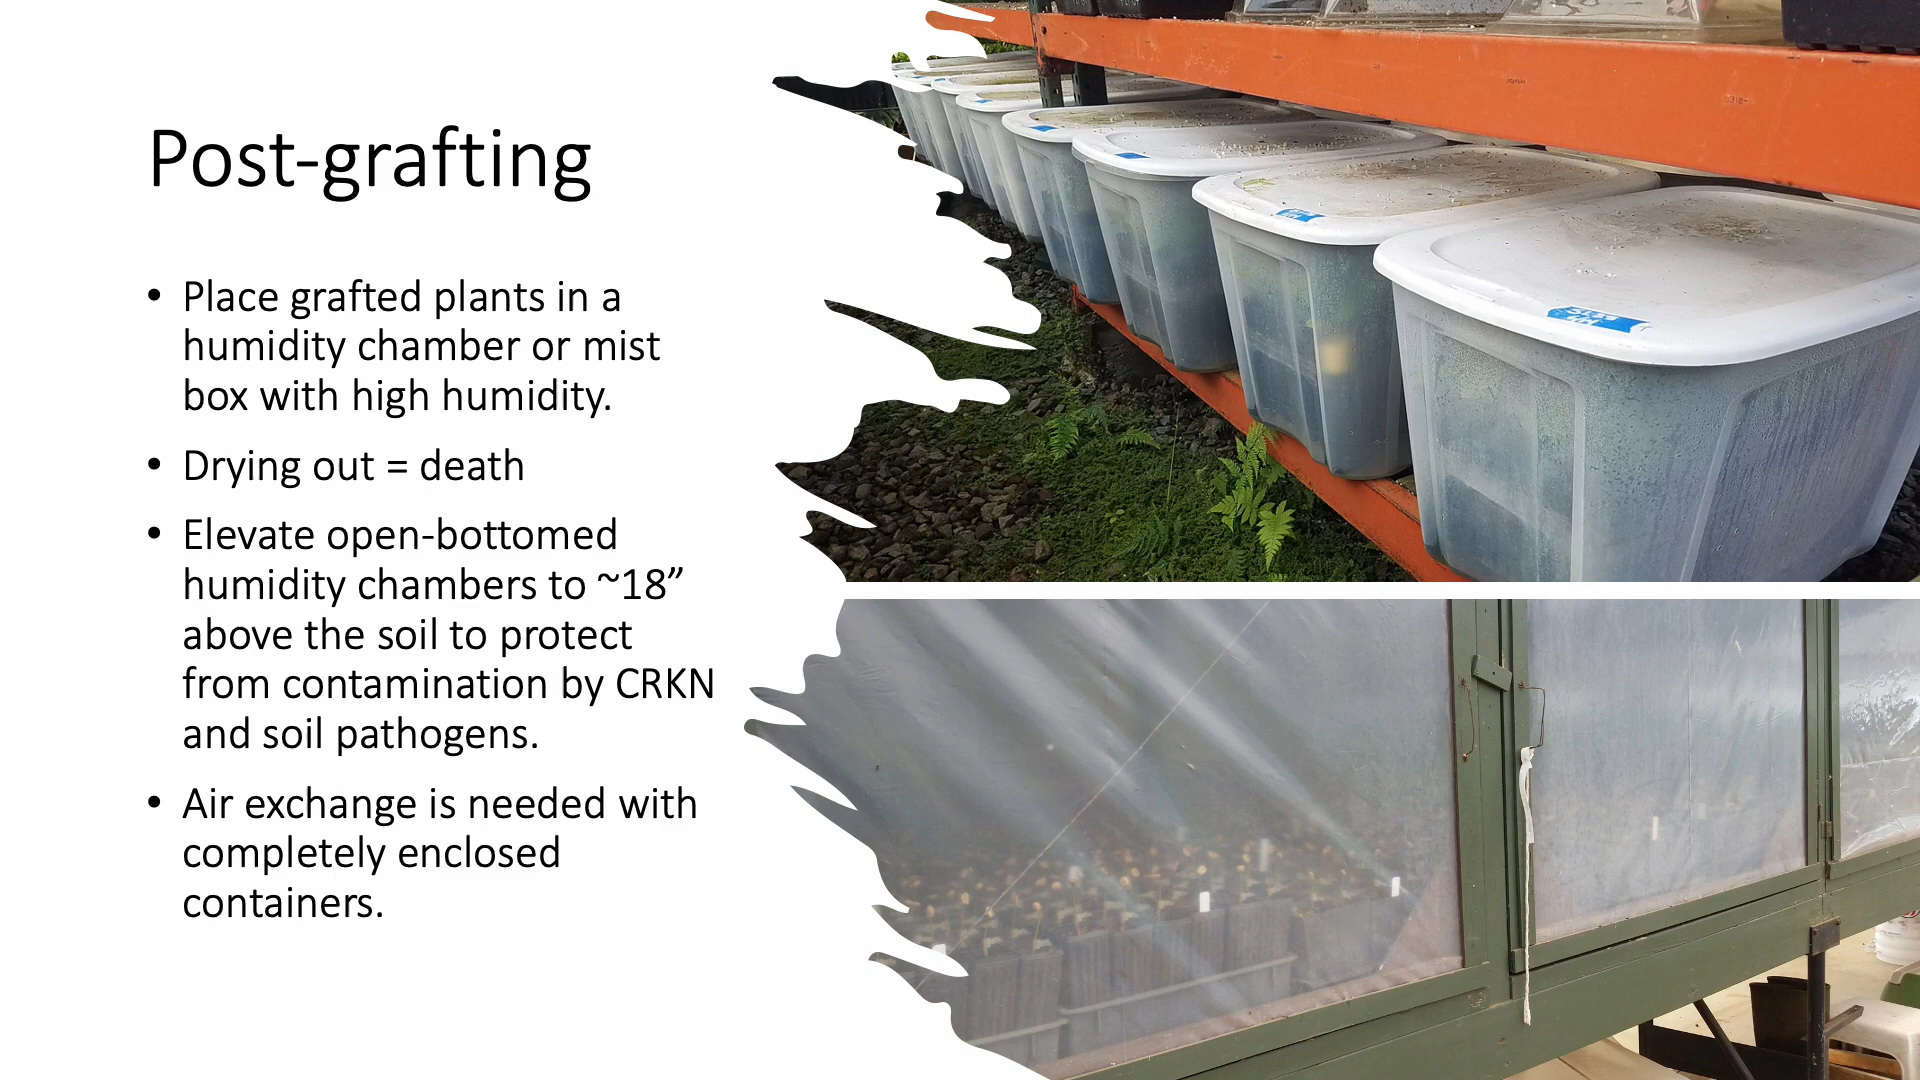 Post-grafting
• Place grafted plants in a
humidity chamber or mist
box with high humidity.
• Drying out = death
• Elevate open-bottomed
humidity chambers to ~18”
above the soil to protect
from contamination by CRKN
and soil pathogens.
• Air exchange is needed with
completely enclosed
containers.